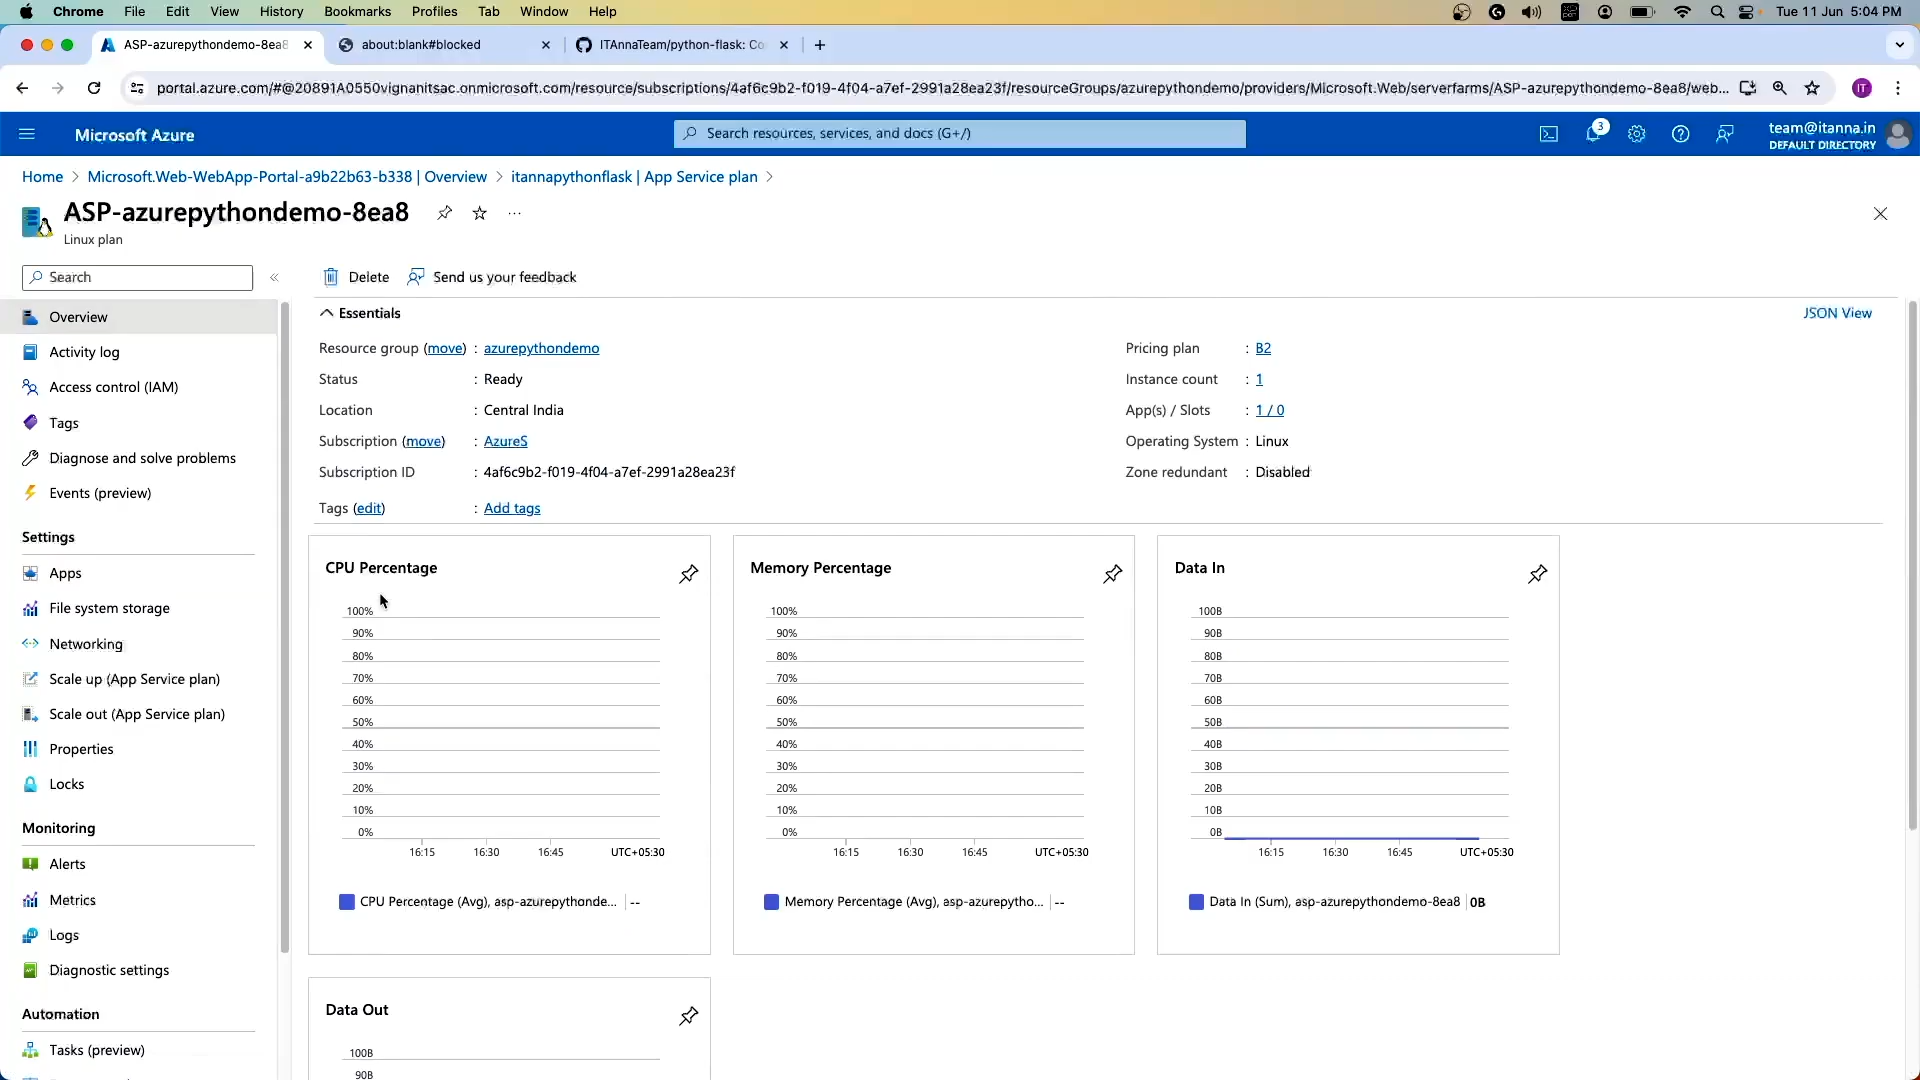 Chrome File Edit View History Bookmarks Profiles Tab Window Help Tue 11 Jun 5:04 PM
ASP-azurepythondemo-8ea8 about:blank#blocked ITAnnaTeam/python-flask: Co
portal.azure.com/#@20891A0550vignanitsac.onmicrosoft.com/resource/subscriptions/4af6c9b2-f019-4f04-a7ef-2991a28ea23f/resourceGroups/azurepythondemo/providers/Microsoft.Web/serverfarms/ASP-azurepythondemo-8ea8/web... IT
Microsoft Azure Search resources, services, and docs (G+/) 3 team@itanna.in
DEFAULT DIRECTORY
Home > Microsoft.Web-WebApp-Portal-a9b22b63-b338 | Overview > itannapythonflask | App Service plan >
ASP-azurepythondemo-8ea8 ...
Linux plan
Search «
Delete Send us your feedback
Essentials JSON View
Resource group (move) : azurepythondemo
Status : Ready
Location : Central India
Subscription (move) : AzureS
Subscription ID : 4af6c9b2-f019-4f04-a7ef-2991a28ea23f
Tags (edit) : Add tags
Pricing plan : B2
Instance count : 1
App(s) / Slots : 1 / 0
Operating System : Linux
Zone redundant : Disabled
Overview
Activity log
Access control (IAM)
Tags
Diagnose and solve problems
Events (preview)
Settings
Apps
File system storage
Networking
Scale up (App Service plan)
Scale out (App Service plan)
Properties
Locks
Monitoring
Alerts
Metrics
Logs
Diagnostic settings
Automation
Tasks (preview)
CPU Percentage
100%
90%
80%
70%
60%
50%
40%
30%
20%
10%
0%
16:15 16:30 16:45 UTC+05:30
CPU Percentage (Avg), asp-azurepythonde... --
Memory Percentage
100%
90%
80%
70%
60%
50%
40%
30%
20%
10%
0%
16:15 16:30 16:45 UTC+05:30
Memory Percentage (Avg), asp-azurepytho... --
Data In
100B
90B
80B
70B
60B
50B
40B
30B
20B
10B
0B
16:15 16:30 16:45 UTC+05:30
Data In (Sum), asp-azurepythondemo-8ea8 0B
Data Out
100B
90B